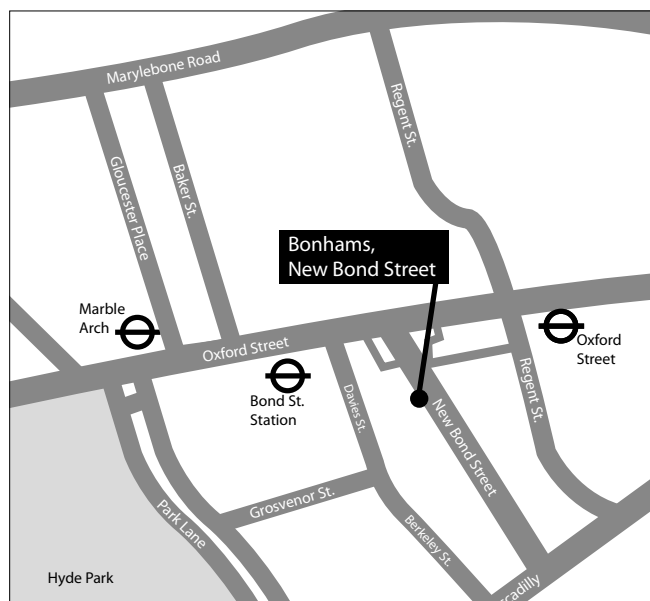 Marylebone Road
Regent St.
Gloucester Place
Baker St.
Bonhams,
New Bond Street
Marble
Arch
Oxford Street
Oxford
Street
Bond St.
Station
Davies St.
Regent St.
New Bond Street
Grosvenor St.
Park Lane
Berkeley St.
Hyde Park